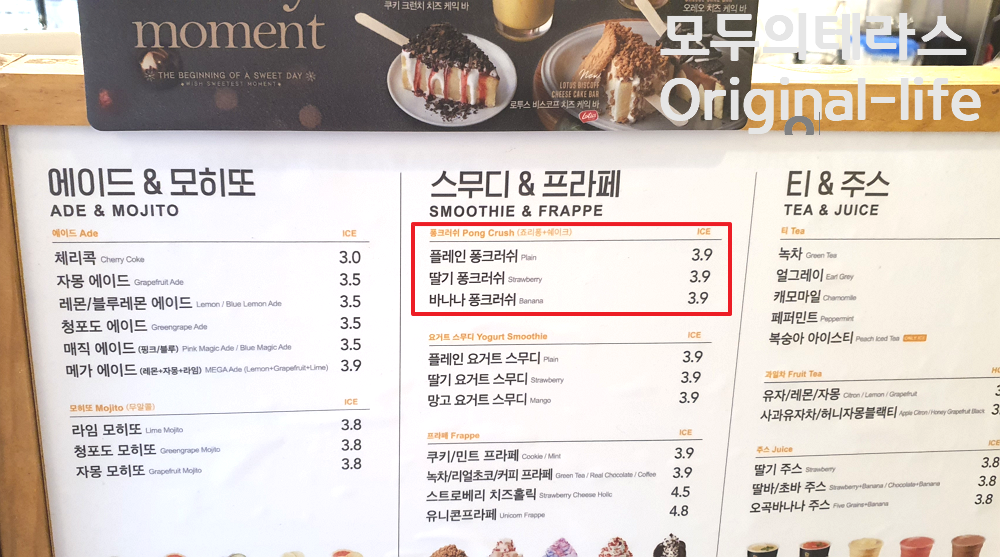 moment
THE BEGINNING OF A SWEET DAY
WISH SWEETEST MOMENT
쿠키 크런치 치즈 케익 바
오레오 치즈 케익 바
New
LOTUS BISCOFF
CHEESE CAKE BAR
로투스 비스코프 치즈 케익 바
Lotus
모두의테라스
Original-life
에이드 & 모히또
ADE & MOJITO
에이드 Ade ICE
체리콕 Cherry Coke 3.0
자몽 에이드 Grapefruit Ade 3.5
레몬/블루레몬 에이드 Lemon / Blue Lemon Ade 3.5
청포도 에이드 Greengrape Ade 3.5
매직 에이드 (핑크/블루) Pink Magic Ade / Blue Magic Ade 3.5
메가 에이드 (레몬+자몽+라임) MEGA Ade (Lemon+Grapefruit+Lime) 3.9
모히또 Mojito (무알콜) ICE
라임 모히또 Lime Mojito 3.8
청포도 모히또 Greengrape Mojito 3.8
자몽 모히또 Grapefruit Mojito 3.8
스무디 & 프라페
SMOOTHIE & FRAPPE
퐁크러쉬 Pong Crush (죠리퐁+쉐이크) ICE
플레인 퐁크러쉬 Plain 3.9
딸기 퐁크러쉬 Strawberry 3.9
바나나 퐁크러쉬 Banana 3.9
요거트 스무디 Yogurt Smoothie ICE
플레인 요거트 스무디 Plain 3.9
딸기 요거트 스무디 Strawberry 3.9
망고 요거트 스무디 Mango 3.9
프라페 Frappe ICE
쿠키/민트 프라페 Cookie / Mint 3.9
녹차/리얼초코/커피 프라페 Green Tea / Real Chocolate / Coffee 3.9
스트로베리 치즈홀릭 Strawberry Cheese Holic 4.5
유니콘프라페 Unicorn Frappe 4.8
티 & 주스
TEA & JUICE
티 Tea
녹차 Green Tea
얼그레이 Earl Grey
캐모마일 Chamomile
페퍼민트 Peppermint
복숭아 아이스티 Peach Iced Tea ONLY ICE
과일차 Fruit Tea
유자/레몬/자몽 Citron / Lemon / Grapefruit
사과유자차/허니자몽블랙티 Apple Citron / Honey Grapefruit Black
주스 Juice ICE
딸기 주스 Strawberry 3.8
딸바/초바 주스 Strawberry+Banana / Chocolate+Banana 3.8
오곡바나나 주스 Five Grains+Banana 3.8